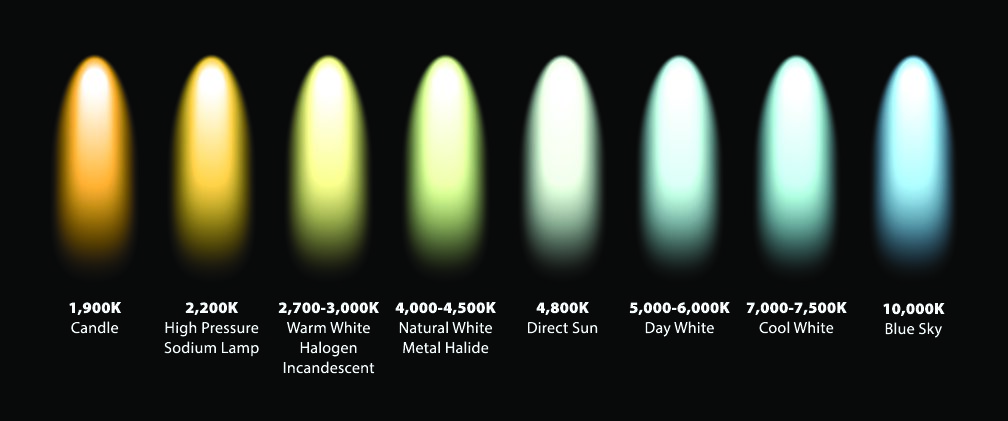 1,900K
Candle
2,200K
High Pressure
Sodium Lamp
2,700-3,000K
Warm White
Halogen
Incandescent
4,000-4,500K
Natural White
Metal Halide
4,800K
Direct Sun
5,000-6,000K
Day White
7,000-7,500K
Cool White
10,000K
Blue Sky